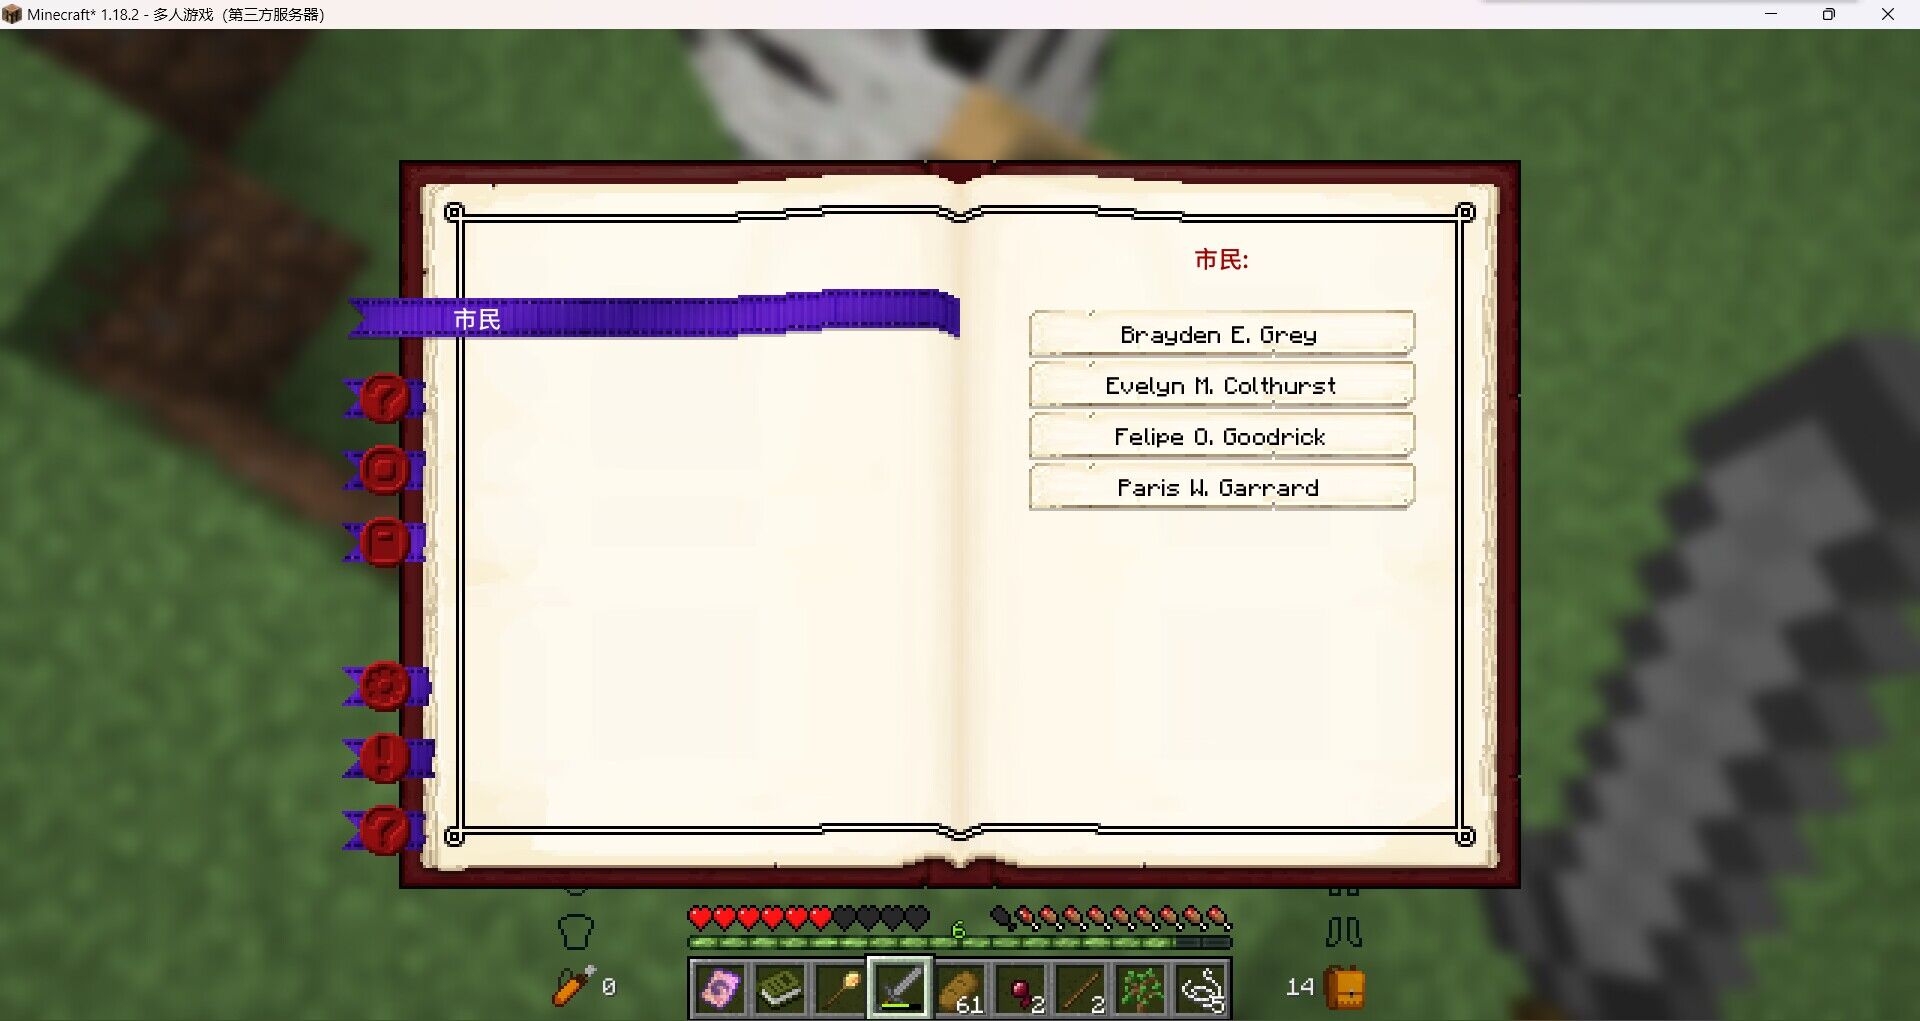 Minecraft* 1.18.2 - 多人游戏（第三方服务器）
市民
市民:
Brayden E. Grey
Evelyn M. Colthurst
Felipe O. Goodrick
Paris W. Garrard
6
0
61
2
2
5
14